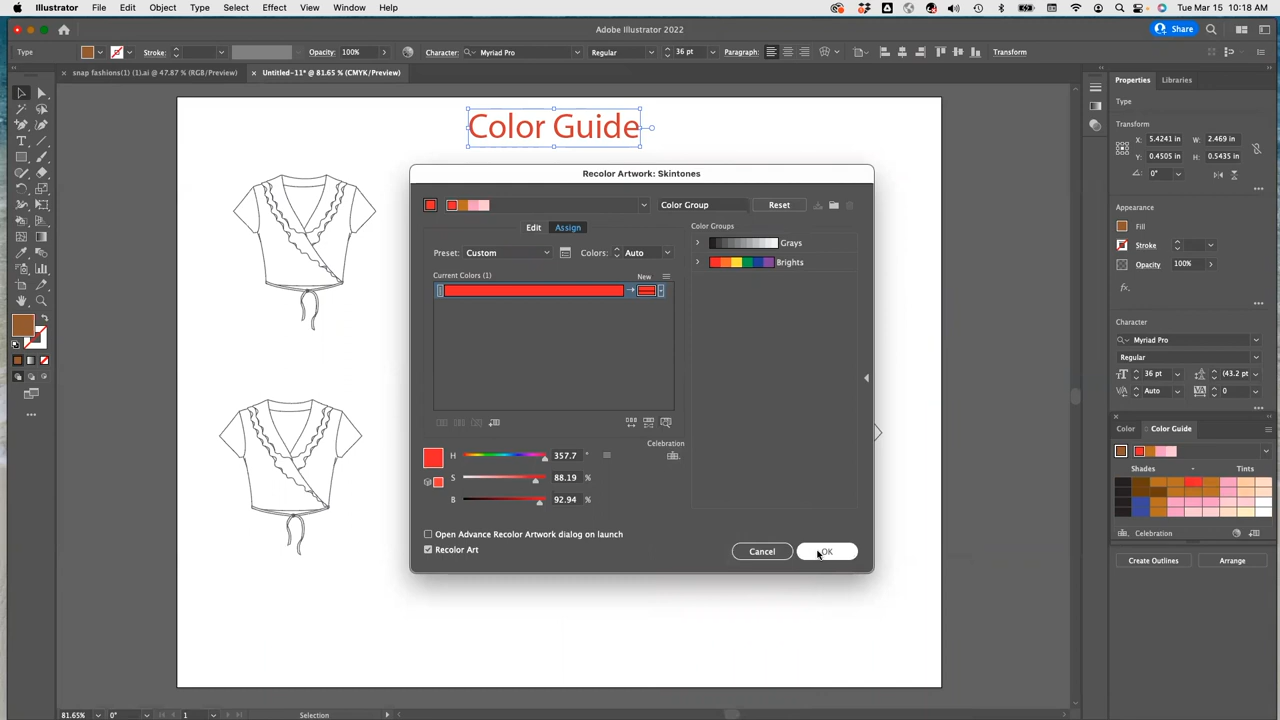 Illustrator File Edit Object Type Select Effect View Window Help
Tue Mar 15 10:18 AM
Adobe Illustrator 2022
Share
Type Stroke: Opacity: 100% Character: Myriad Pro Regular 36 pt Paragraph: Transform
snap fashions(1) (1).ai @ 47.87 % (RGB/Preview)
Untitled-11* @ 81.65 % (CMYK/Preview)
Properties Libraries
Color Guide
Type
Transform
X: 5.4241 in W: 2.469 in
Y: 0.4505 in H: 0.5435 in
0°
Recolor Artwork: Skintones
Color Group Reset
Edit Assign
Color Groups
Preset: Custom Colors: Auto
Grays
Brights
Current Colors (1) New
Appearance
Fill
Stroke
Opacity 100%
fx.
Character
Myriad Pro
Regular
36 pt (43.2 pt
Auto 0
Celebration
H 357.7 °
S 88.19 %
B 92.94 %
Open Advance Recolor Artwork dialog on launch
Recolor Art
Cancel OK
Color Color Guide
Shades Tints
Celebration
Create Outlines Arrange
81.65% 0° 1 Selection